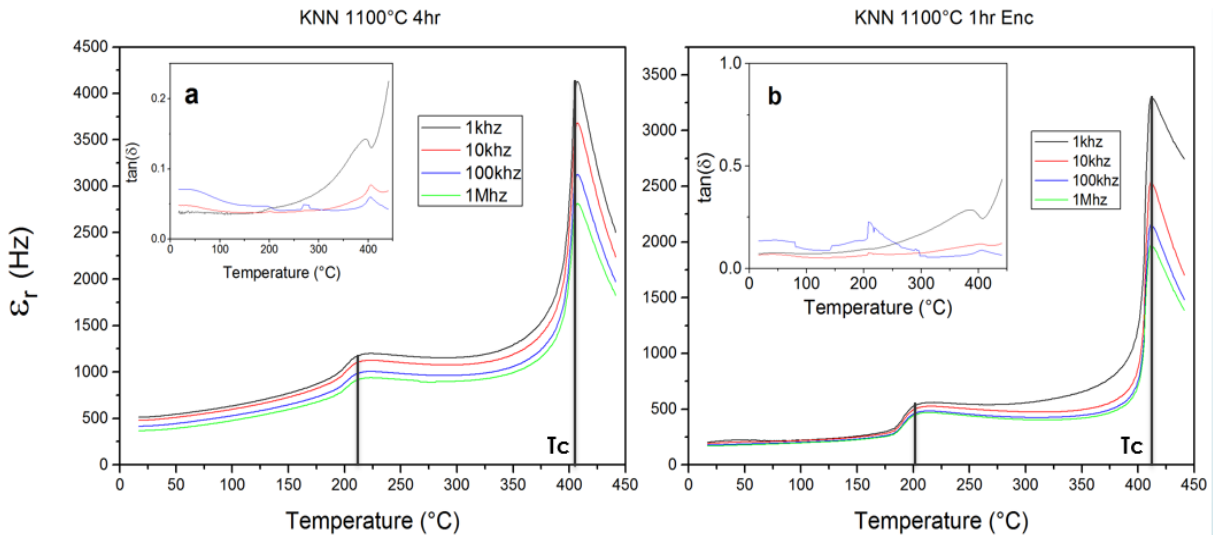 KNN 1100°C 4hr
4500
4000
3500
3000
2500
2000
1500
1000
500
0
εr (Hz)
0 50 100 150 200 250 300 350 400 450
Temperature (°C)
Tc
a
0.2
0.1
0.0
tan(δ)
0 100 200 300 400
Temperature (°C)
1khz
10khz
100khz
1Mhz
KNN 1100°C 1hr Enc
3500
3000
2500
2000
1500
1000
500
0
0 50 100 150 200 250 300 350 400 450
Temperature (°C)
Tc
b
1.0
0.5
0.0
tan(δ)
0 100 200 300 400
Temperature (°C)
1khz
10khz
100khz
1Mhz